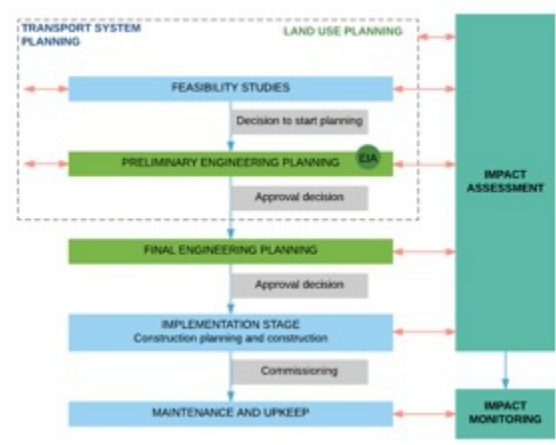 TRANSPORT SYSTEM
PLANNING
LAND USE PLANNING
FEASIBILITY STUDIES
Decision to start planning
PRELIMINARY ENGINEERING PLANNING
EIA
Approval decision
IMPACT
ASSESSMENT
FINAL ENGINEERING PLANNING
Approval decision
IMPLEMENTATION STAGE
Construction planning and construction
Commissioning
MAINTENANCE AND UPKEEP
IMPACT
MONITORING